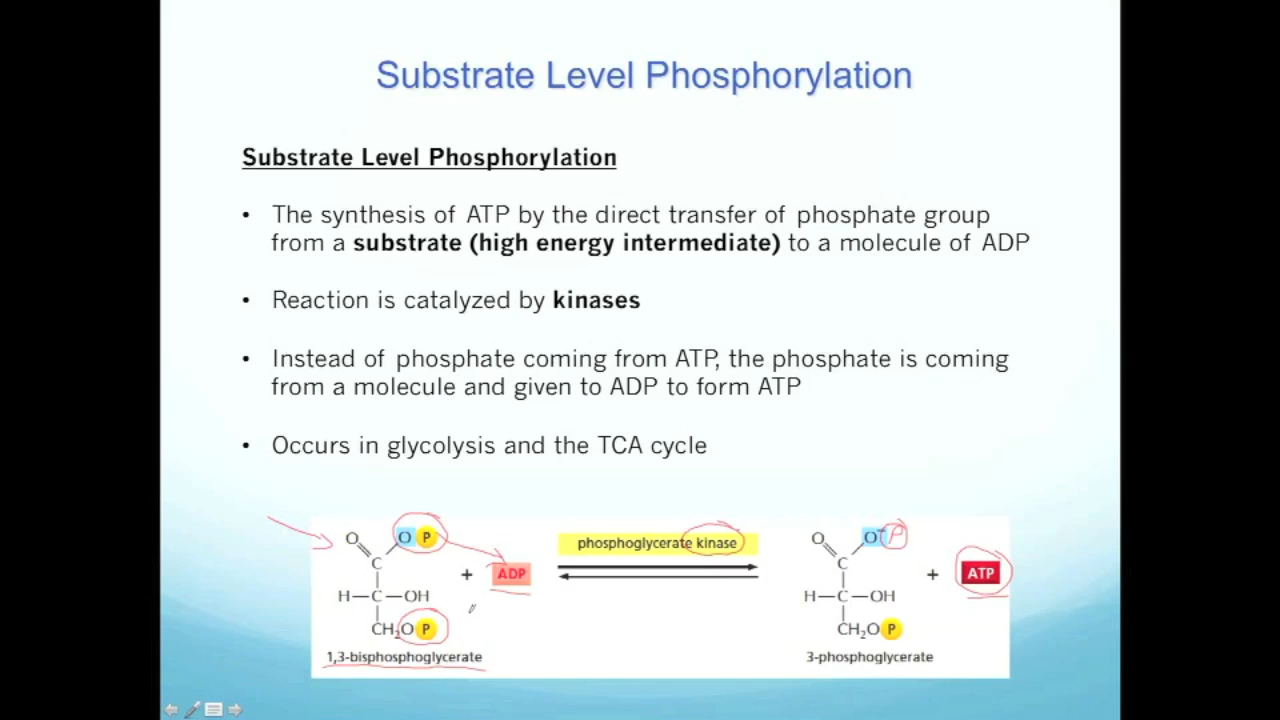 Substrate Level Phosphorylation
Substrate Level Phosphorylation
• The synthesis of ATP by the direct transfer of phosphate group
from a substrate (high energy intermediate) to a molecule of ADP
• Reaction is catalyzed by kinases
• Instead of phosphate coming from ATP, the phosphate is coming
from a molecule and given to ADP to form ATP
• Occurs in glycolysis and the TCA cycle
O O P
C
H—C—OH
CH₂O P
1,3-bisphosphoglycerate
+ ADP
phosphoglycerate kinase
O O⁻ P
C
H—C—OH
CH₂O P
3-phosphoglycerate
+ ATP